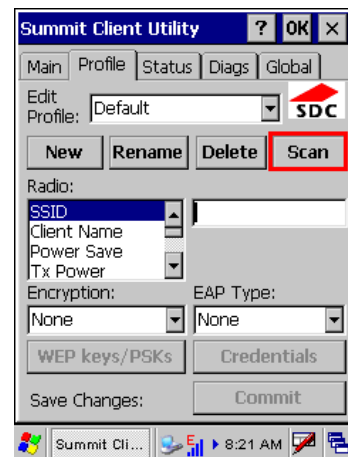 Summit Client Utility ? OK ×
Main Profile Status Diags Global
Edit
Profile: Default
SDC
New Rename Delete Scan
Radio:
SSID
Client Name
Power Save
Tx Power
Encryption: EAP Type:
None None
WEP keys/PSKs Credentials
Save Changes: Commit
Summit Cli... 8:21 AM